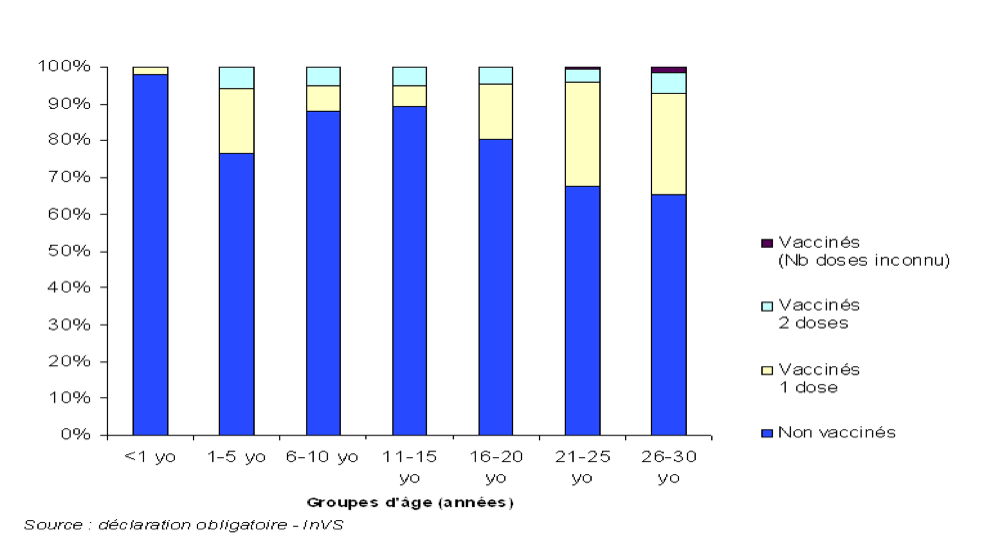 100%
90%
80%
70%
60%
50%
40%
30%
20%
10%
0%
<1 yo 1-5 yo 6-10 yo 11-15 16-20 21-25 26-30
yo yo yo yo
Groupes d'âge (années)
Source : déclaration obligatoire - InVS
Vaccinés
(Nb doses inconnu)
Vaccinés
2 doses
Vaccinés
1 dose
Non vaccinés